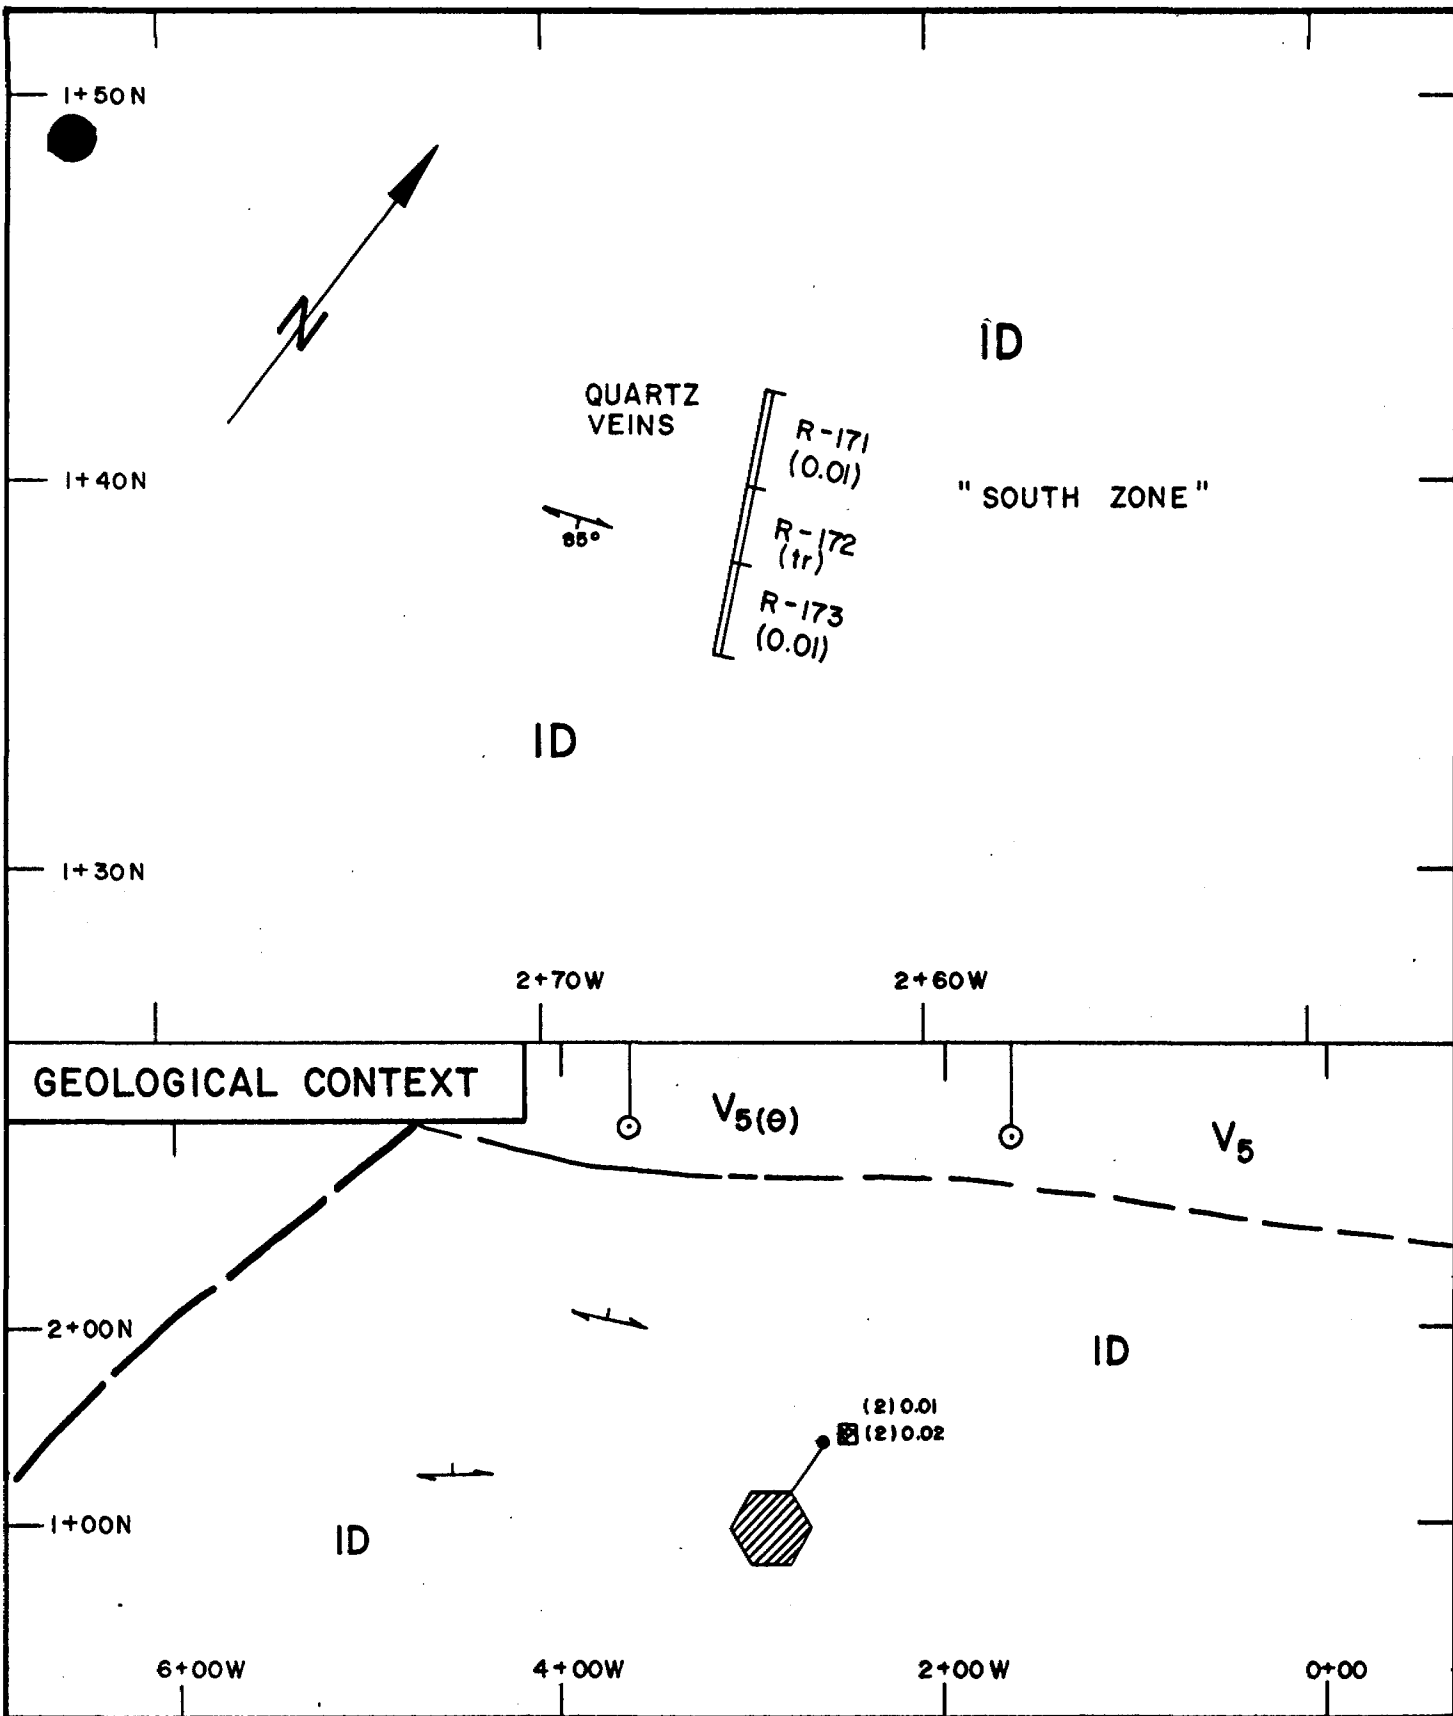 1+50N
N
ID
QUARTZ
VEINS
R-171
(0.01)
1+40N
"SOUTH ZONE"
85°
R-172
(tr)
R-173
(0.01)
ID
1+30N
2+70W
2+60W
GEOLOGICAL CONTEXT
V5(θ)
V5
2+00N
ID
(2) 0.01
(2) 0.02
1+00N
ID
6+00W
4+00W
2+00W
0+00